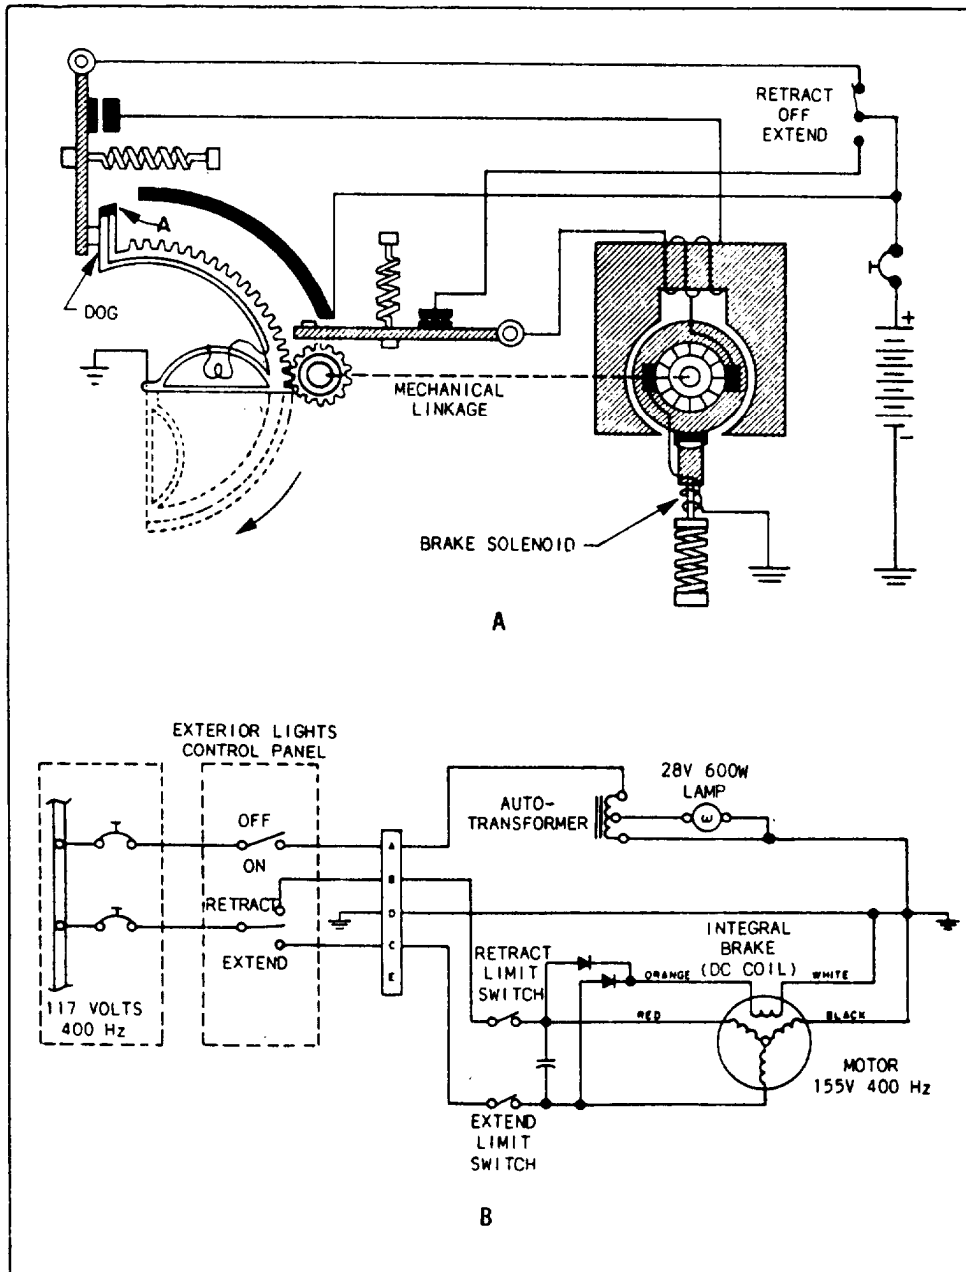 RETRACT
OFF
EXTEND
A
DOG
MECHANICAL
LINKAGE
+
-
BRAKE SOLENOID
A
EXTERIOR LIGHTS
CONTROL PANEL
28V 600W
LAMP
AUTO-
TRANSFORMER
ω
OFF
ON
A
RETRACT
B
D
C
E
EXTEND
INTEGRAL
BRAKE
(DC COIL)
RETRACT
LIMIT
SWITCH
ORANGE
WHITE
RED
BLACK
117 VOLTS
400 Hz
MOTOR
155V 400 Hz
EXTEND
LIMIT
SWITCH
B